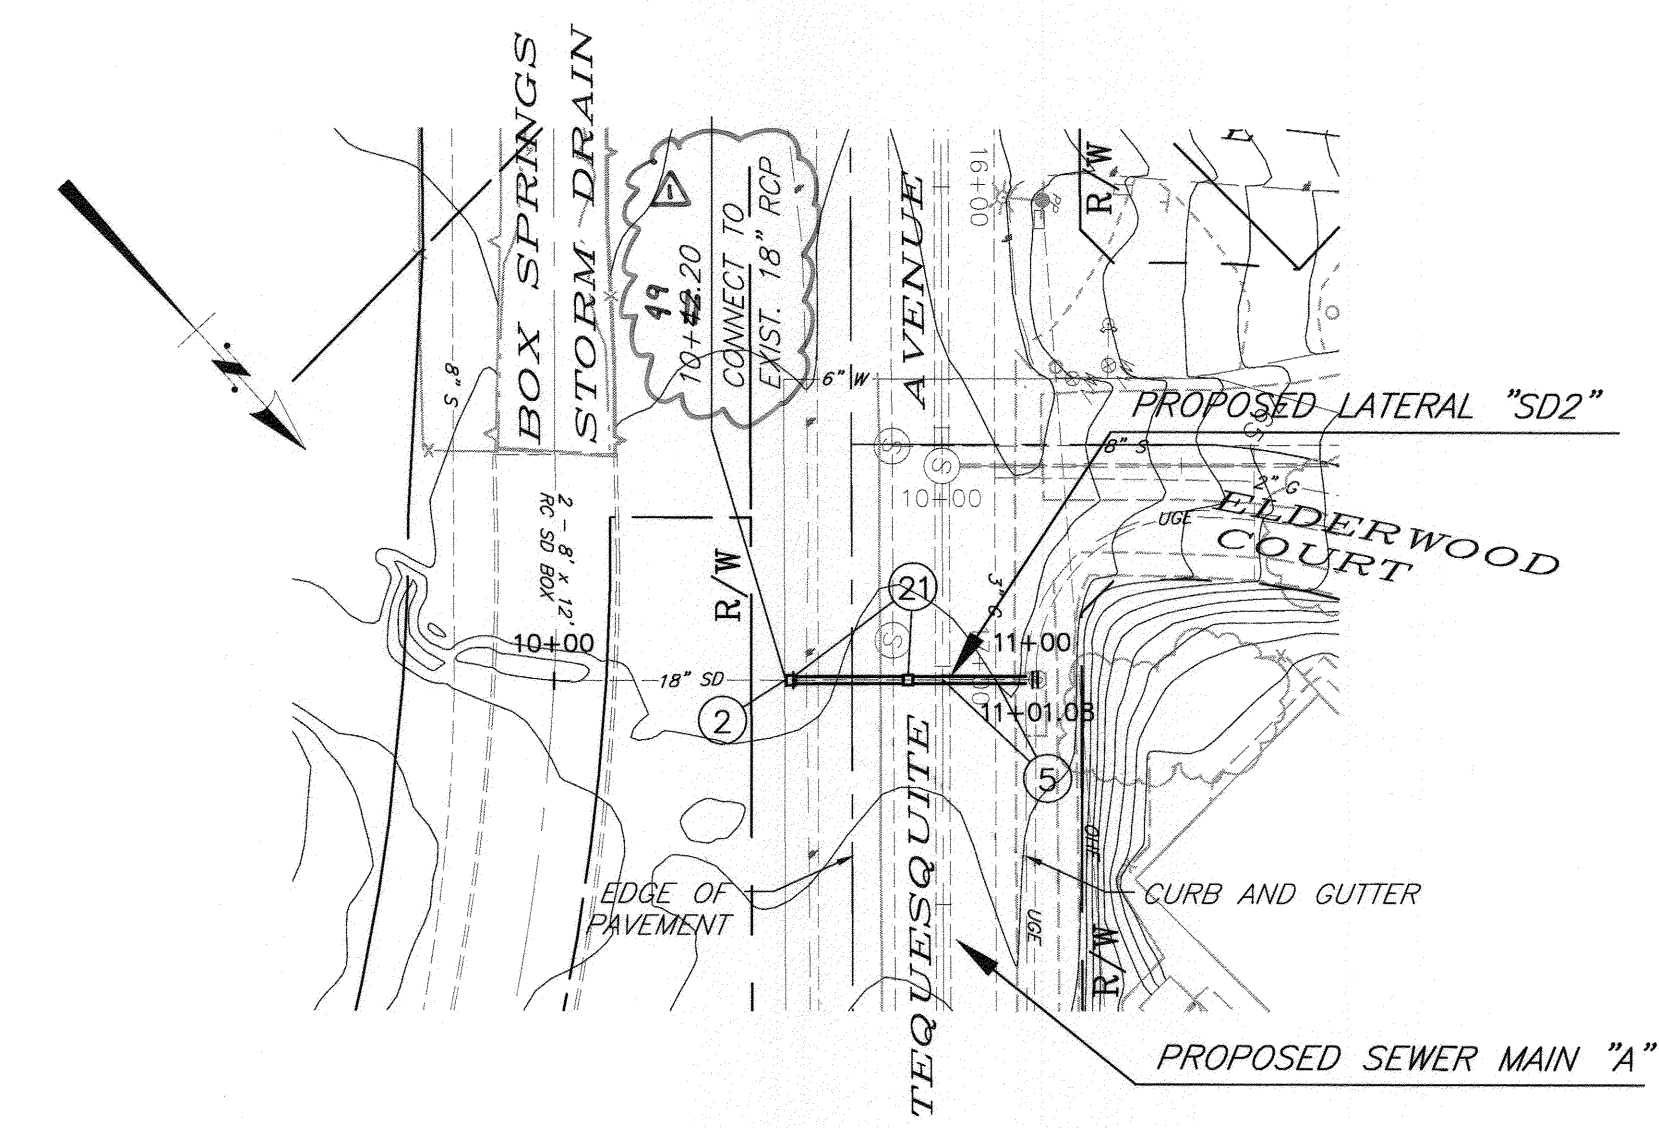 BOX SPRINGS
STORM DRAIN
1
49
10+42.20
CONNECT TO
EXIST. 18" RCP
N
8" S
6" W
AVENUE
16+00
R/W
PROPOSED LATERAL "SD2"
8" S
S
S
10+00
2" G
UGE
ELDERWOOD
COURT
2 - 8' x 12'
RC SD BOX
R/W
21
3" G
S
10+00
11+00
18" SD
2
11+01.08
5
TEQUESQUITE
OHE
EDGE OF
PAVEMENT
CURB AND GUTTER
UGE
R/W
PROPOSED SEWER MAIN "A"